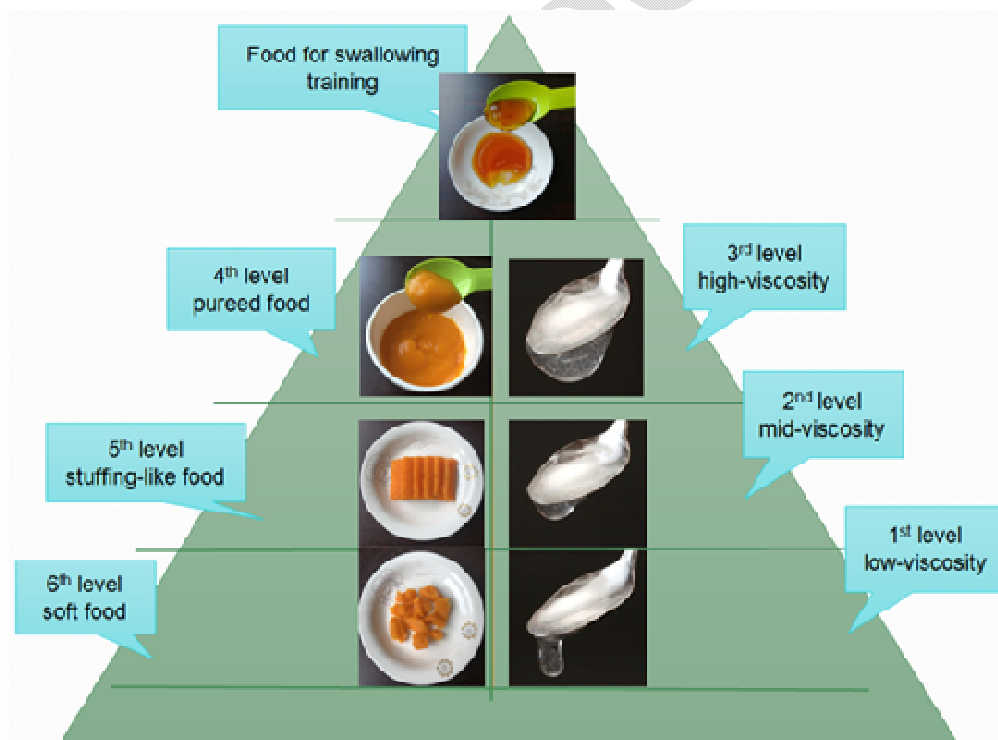 Food for swallowing
training
4th level
pureed food
3rd level
high-viscosity
2nd level
mid-viscosity
5th level
stuffing-like food
1st level
low-viscosity
6th level
soft food